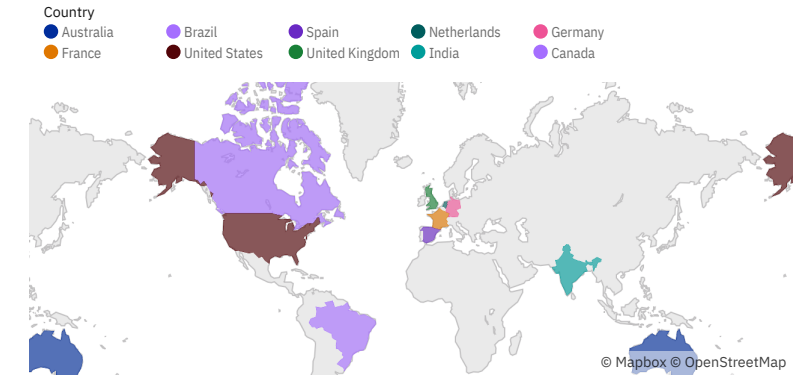 Country
Australia Brazil Spain Netherlands Germany
France United States United Kingdom India Canada
© Mapbox © OpenStreetMap